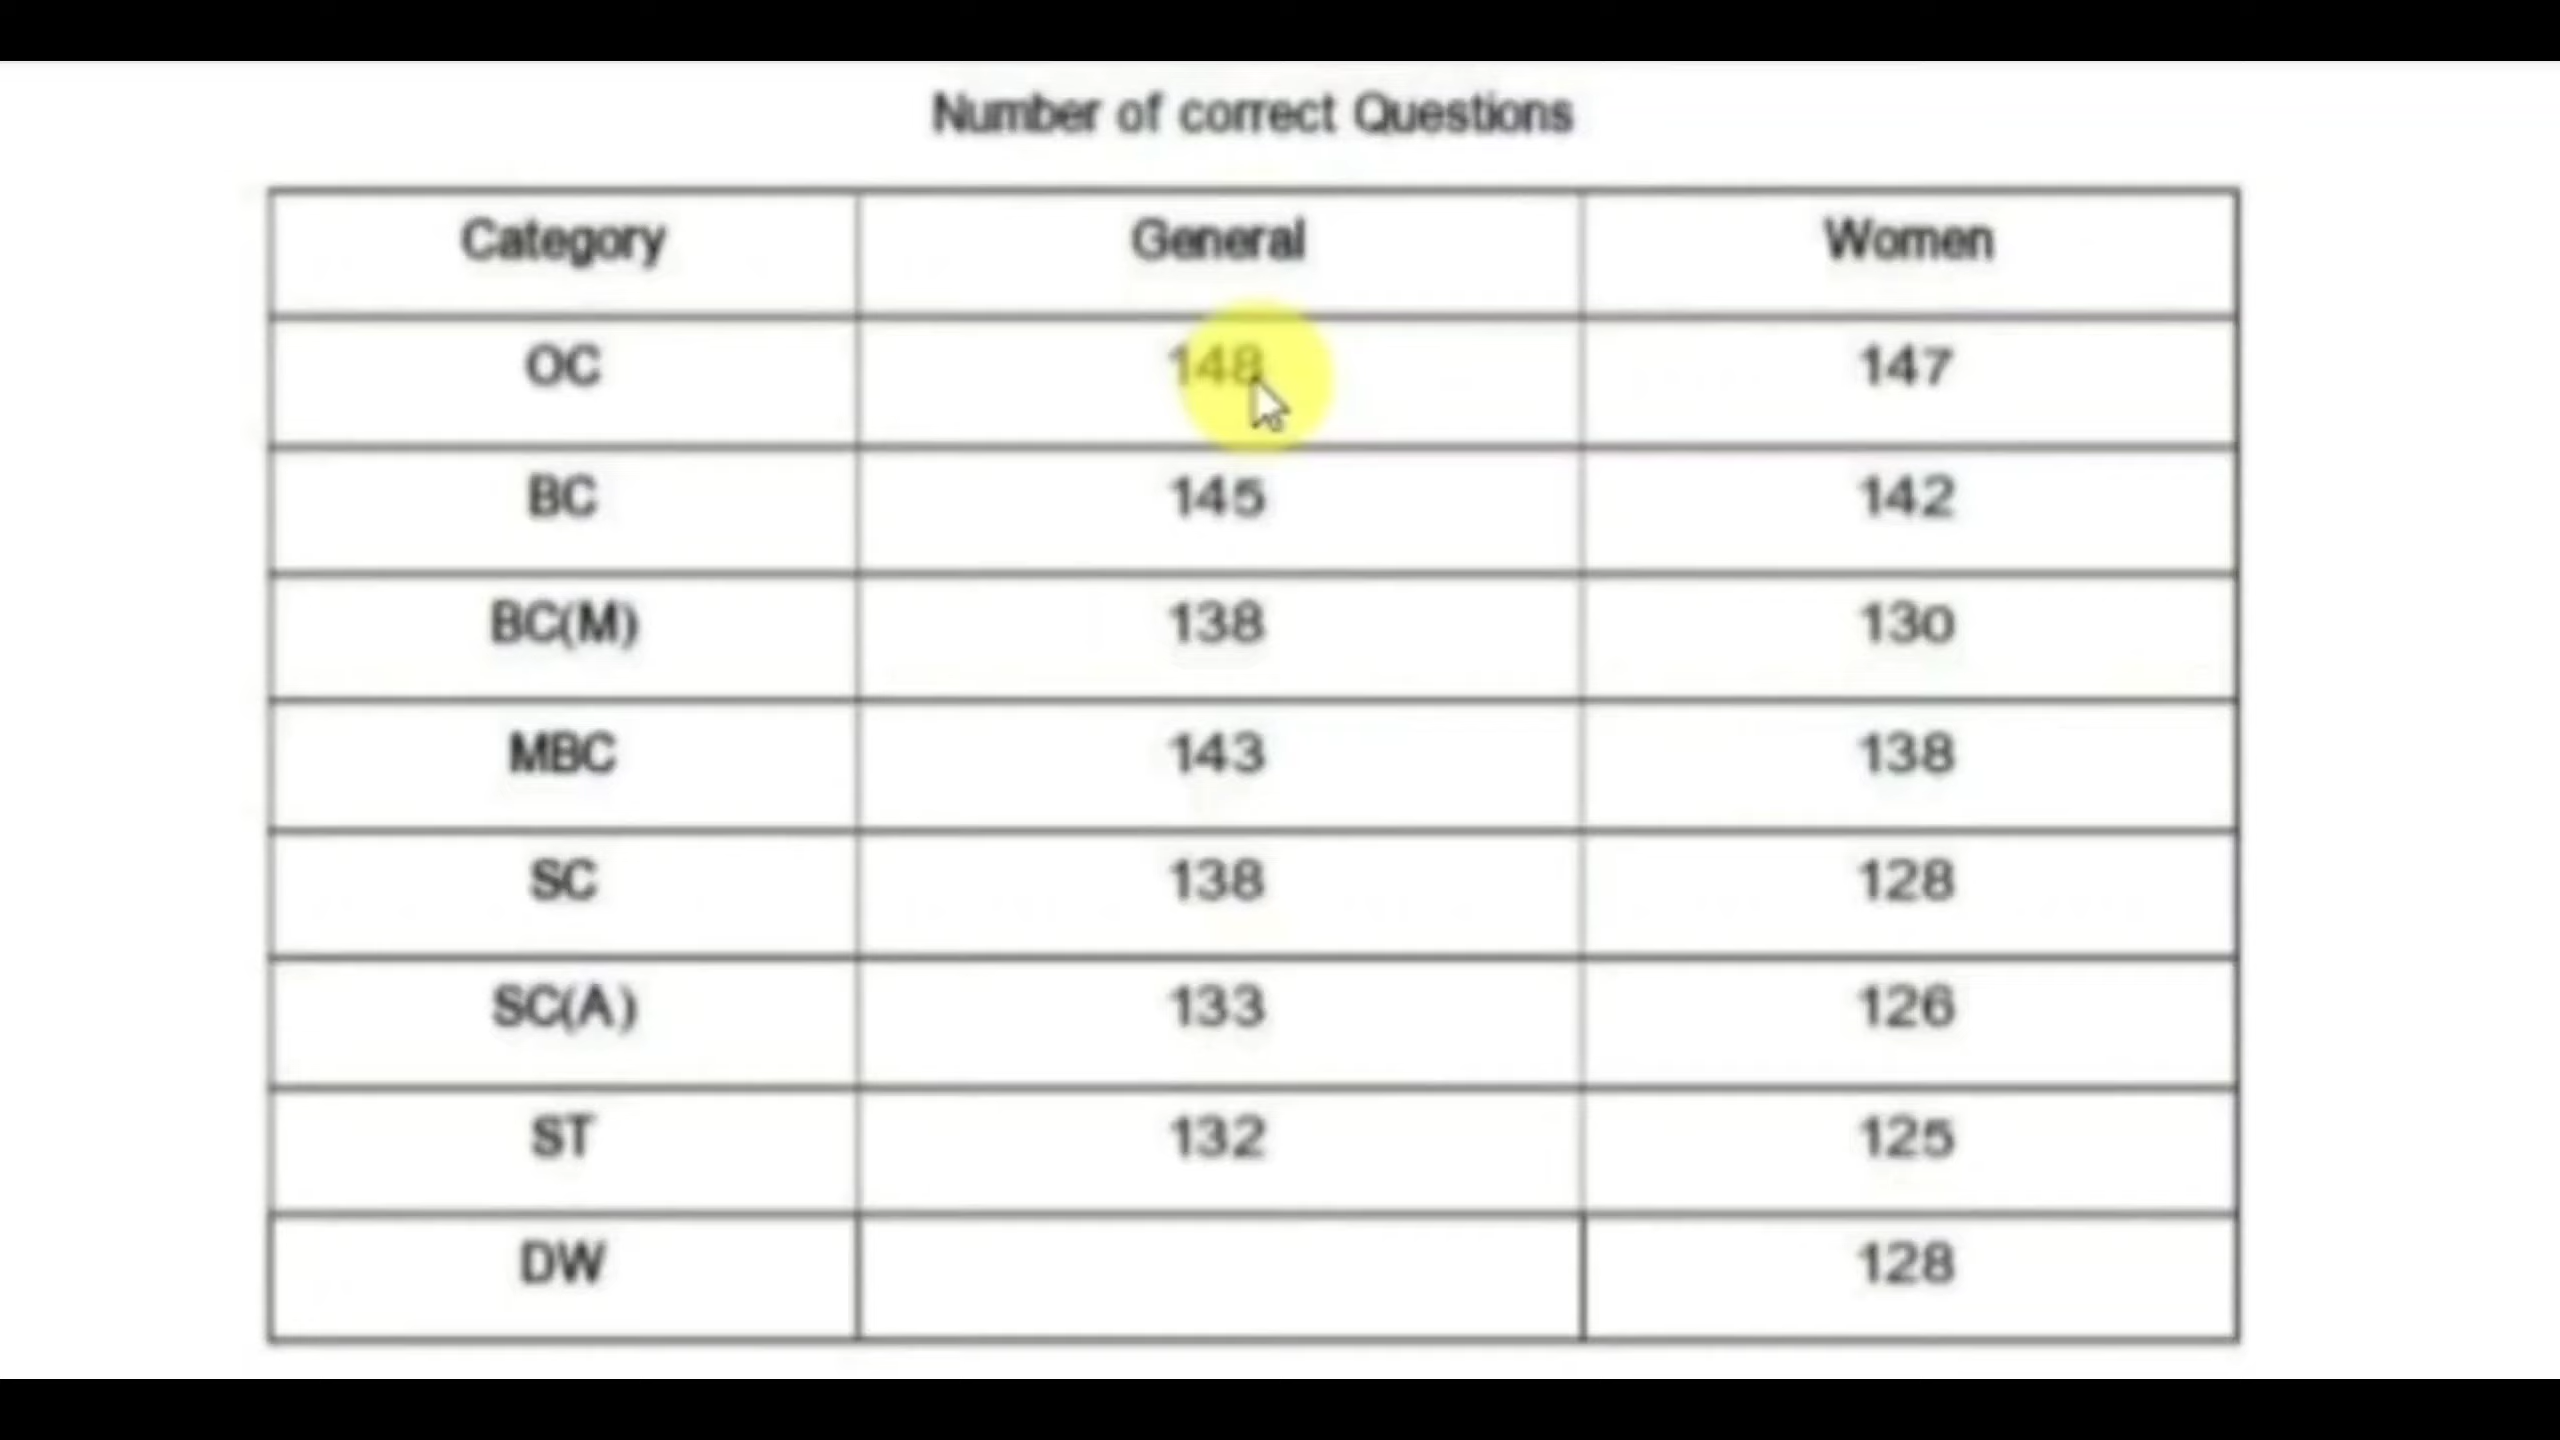 Number of correct Questions
Category General Women
OC 148 147
BC 145 142
BC(M) 138 130
MBC 143 138
SC 138 128
SC(A) 133 126
ST 132 125
DW 128